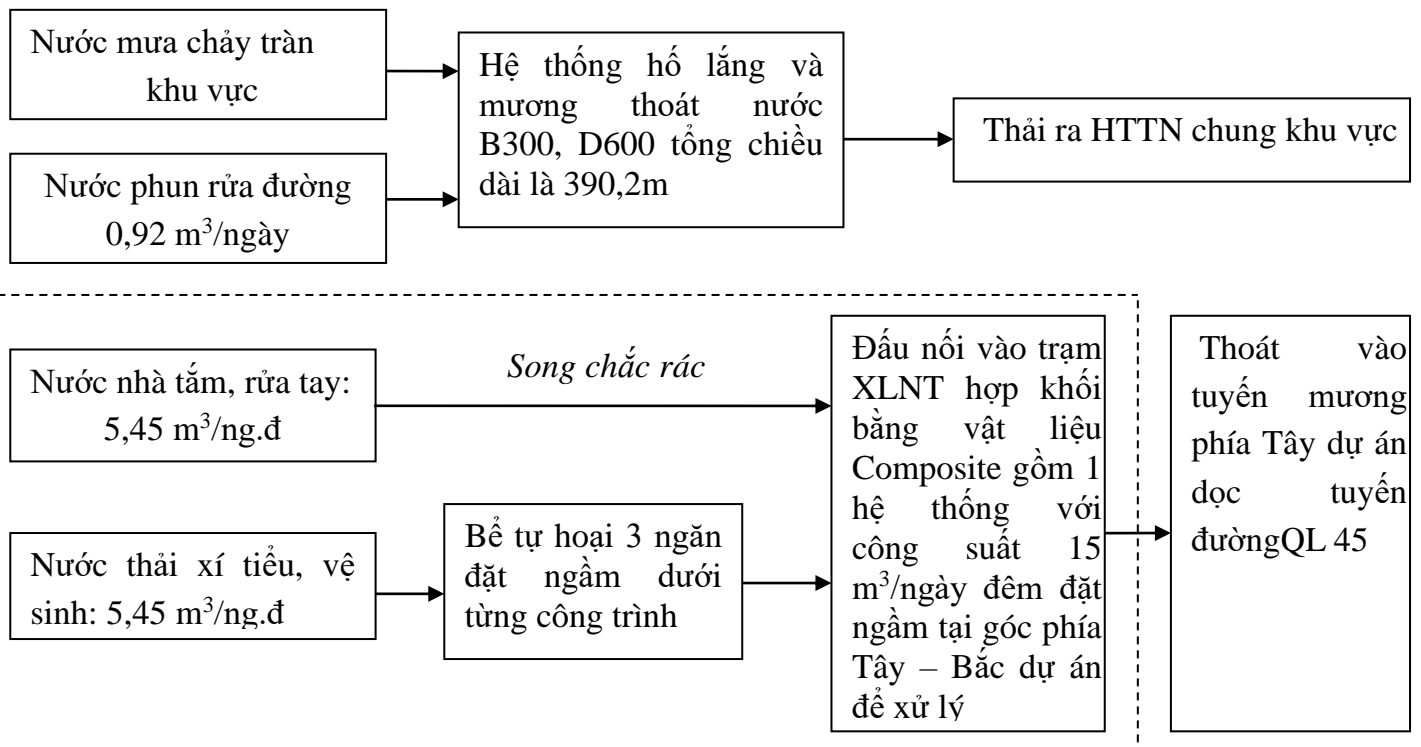 Nước mưa chảy tràn
khu vực
Nước phun rửa đường
0,92 m³/ngày
Hệ thống hố lắng và
mương thoát nước
B300, D600 tổng chiều
dài là 390,2m
Thải ra HTTN chung khu vực
Nước nhà tắm, rửa tay:
5,45 m³/ng.đ
Song chắc rác
Nước thải xí tiểu, vệ
sinh: 5,45 m³/ng.đ
Bể tự hoại 3 ngăn
đặt ngầm dưới
từng công trình
Đấu nối vào trạm
XLNT hợp khối
bằng vật liệu
Composite gồm 1
hệ thống với
công suất 15
m³/ngày đêm đặt
ngầm tại góc phía
Tây – Bắc dự án
để xử lý
Thoát vào
tuyến mương
phía Tây dự án
dọc tuyến
đườngQL 45